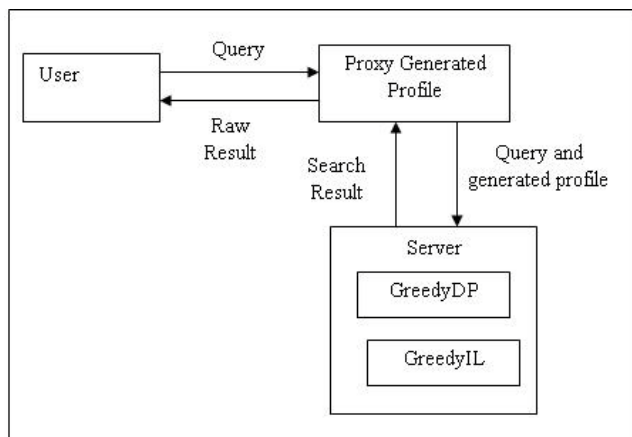 Query
User
Proxy Generated
Profile
Raw
Result
Search
Result
Query and
generated profile
Server
GreedyDP
GreedyIL